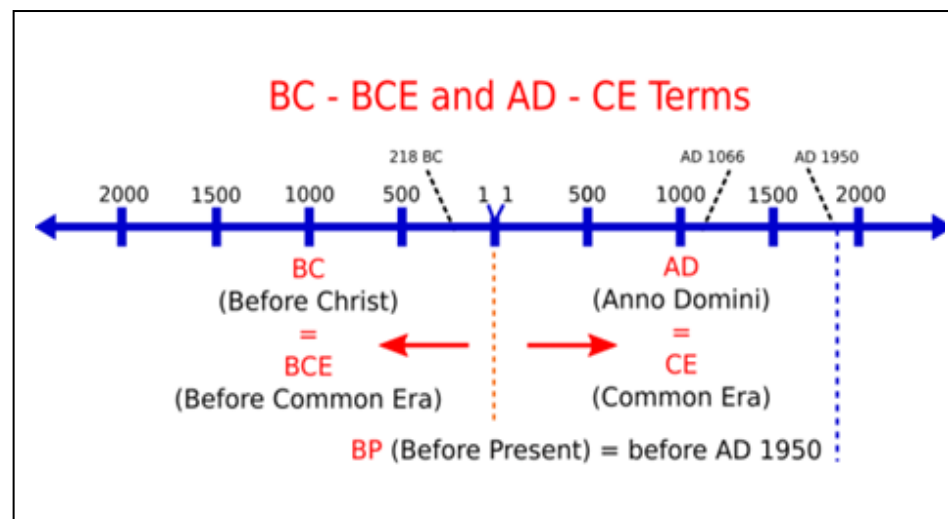 BC - BCE and AD - CE Terms
218 BC AD 1066 AD 1950
2000 1500 1000 500 1 1 500 1000 1500 2000
BC AD
(Before Christ) (Anno Domini)
= =
BCE CE
(Before Common Era) (Common Era)
BP (Before Present) = before AD 1950